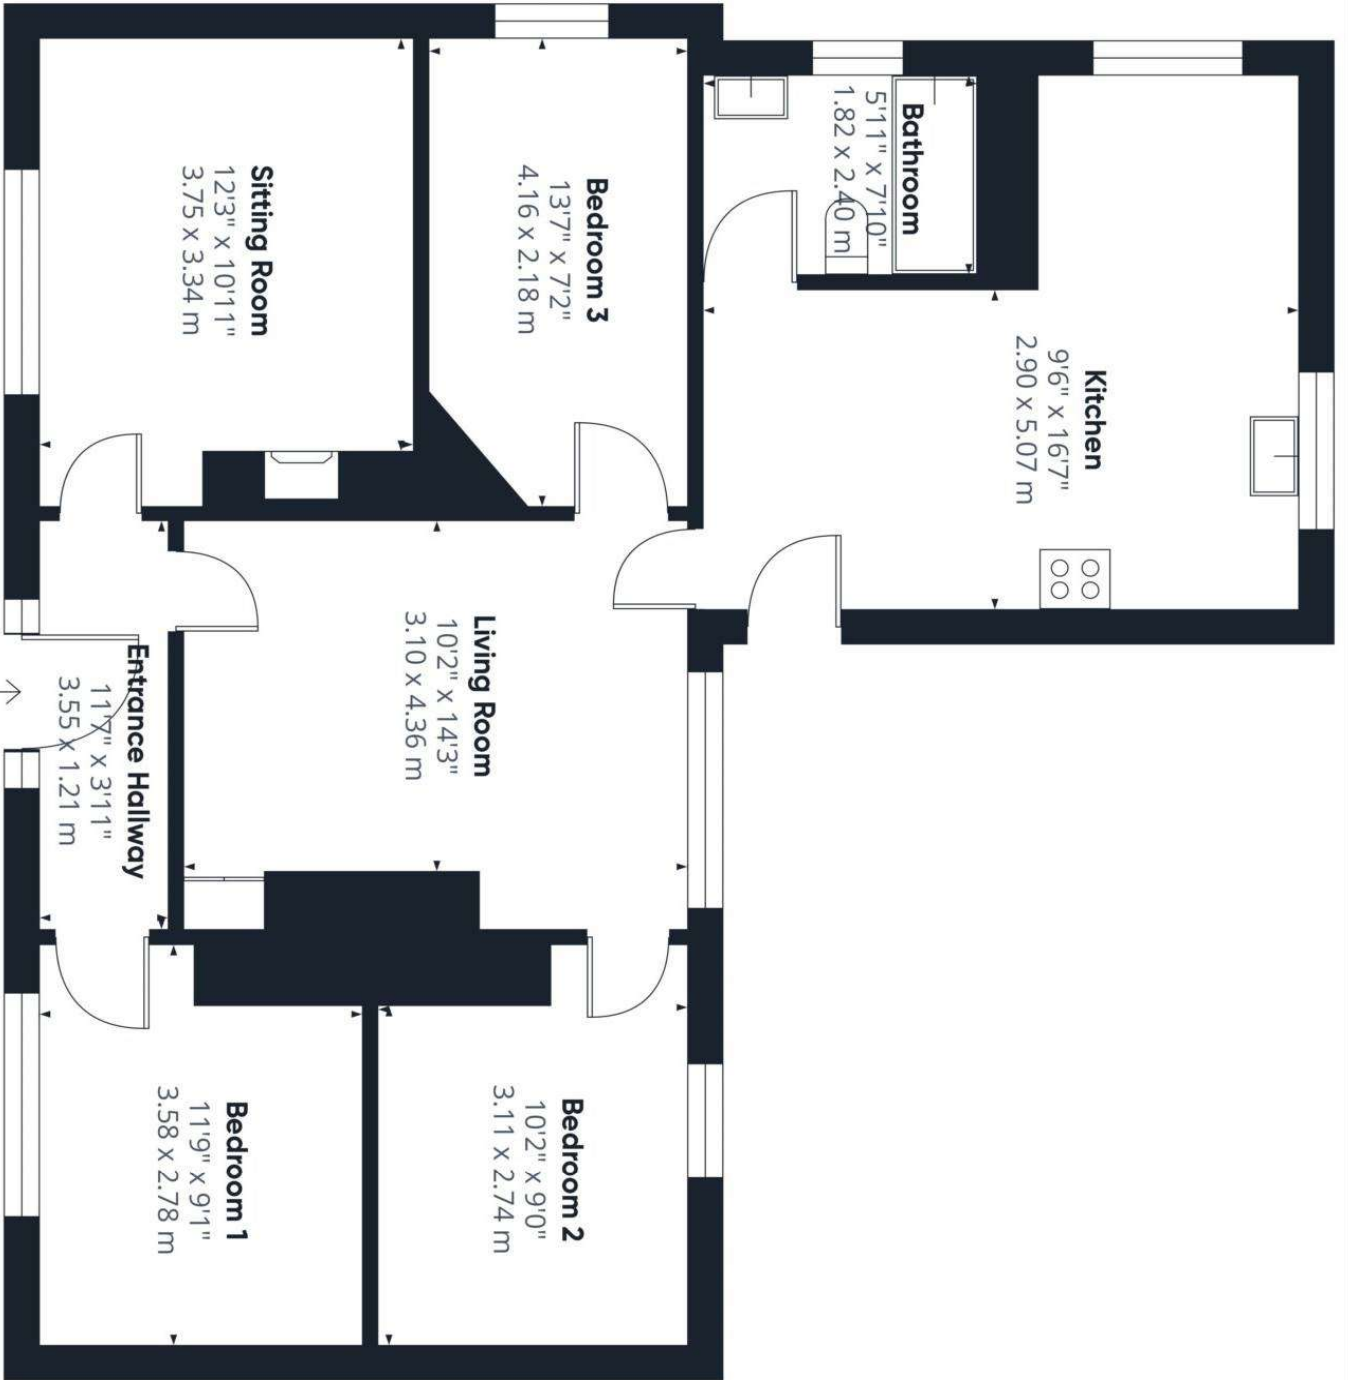 Bathroom
5'11" x 7'10"
1.82 x 2.40 m
Kitchen
9'6" x 16'7"
2.90 x 5.07 m
Bedroom 3
13'7" x 7'2"
4.16 x 2.18 m
Sitting Room
12'3" x 10'11"
3.75 x 3.34 m
Living Room
10'2" x 14'3"
3.10 x 4.36 m
Entrance Hallway
11'7" x 3'11"
3.55 x 1.21 m
Bedroom 2
10'2" x 9'0"
3.11 x 2.74 m
Bedroom 1
11'9" x 9'1"
3.58 x 2.78 m